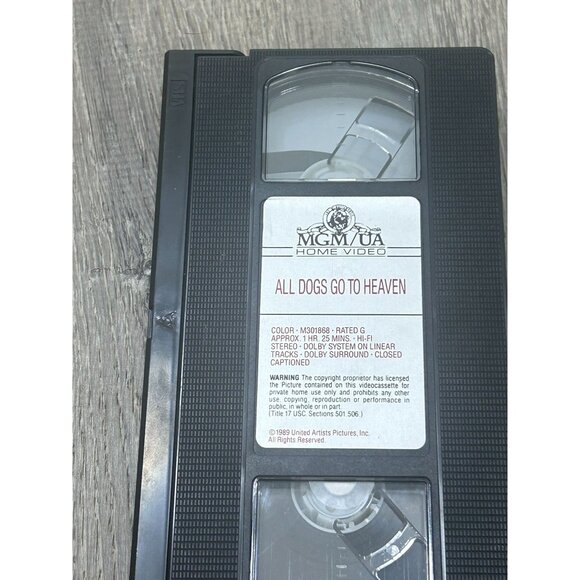 VHS
MGM/UA
HOME VIDEO
ALL DOGS GO TO HEAVEN
COLOR · M301868 · RATED G
APPROX. 1 HR. 25 MINS. · HI-FI
STEREO · DOLBY SYSTEM ON LINEAR
TRACKS · DOLBY SURROUND · CLOSED
CAPTIONED
WARNING The copyright proprietor has licensed
the Picture contained on this videocassette for
private home use only and prohibits any other
use, copying, reproduction or performance in
public, in whole or in part.
(Title 17 USC. Sections 501 506.)
©1989 United Artists Pictures, Inc.
All Rights Reserved.